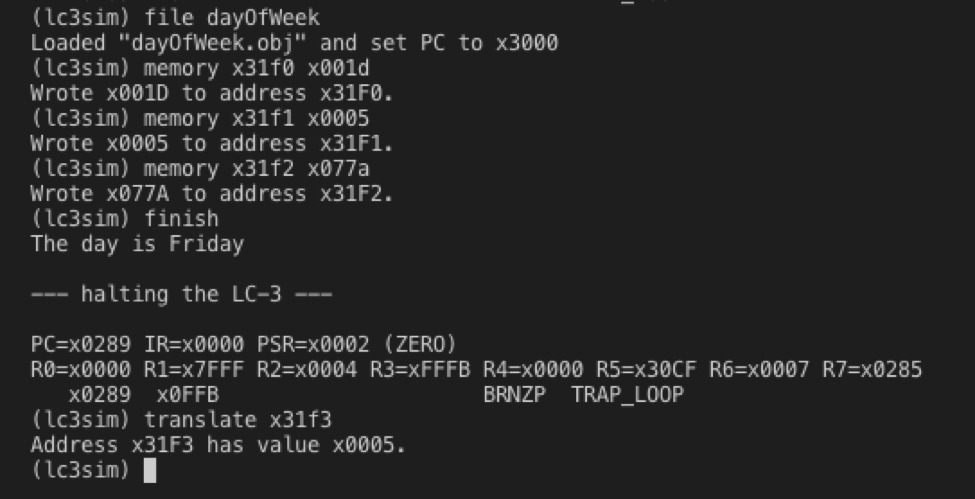 (lc3sim) file dayOfWeek
Loaded "dayOfWeek.obj" and set PC to x3000
(lc3sim) memory x31f0 x001d
Wrote x001D to address x31F0.
(lc3sim) memory x31f1 x0005
Wrote x0005 to address x31F1.
(lc3sim) memory x31f2 x077a
Wrote x077A to address x31F2.
(lc3sim) finish
The day is Friday
--- halting the LC-3 ---
PC=x0289 IR=x0000 PSR=x0002 (ZERO)
R0=x0000 R1=x7FFF R2=x0004 R3=xFFFB R4=x0000 R5=x30CF R6=x0007 R7=x0285
x0289 x0FFB BRNZP TRAP_LOOP
(lc3sim) translate x31f3
Address x31F3 has value x0005.
(lc3sim)